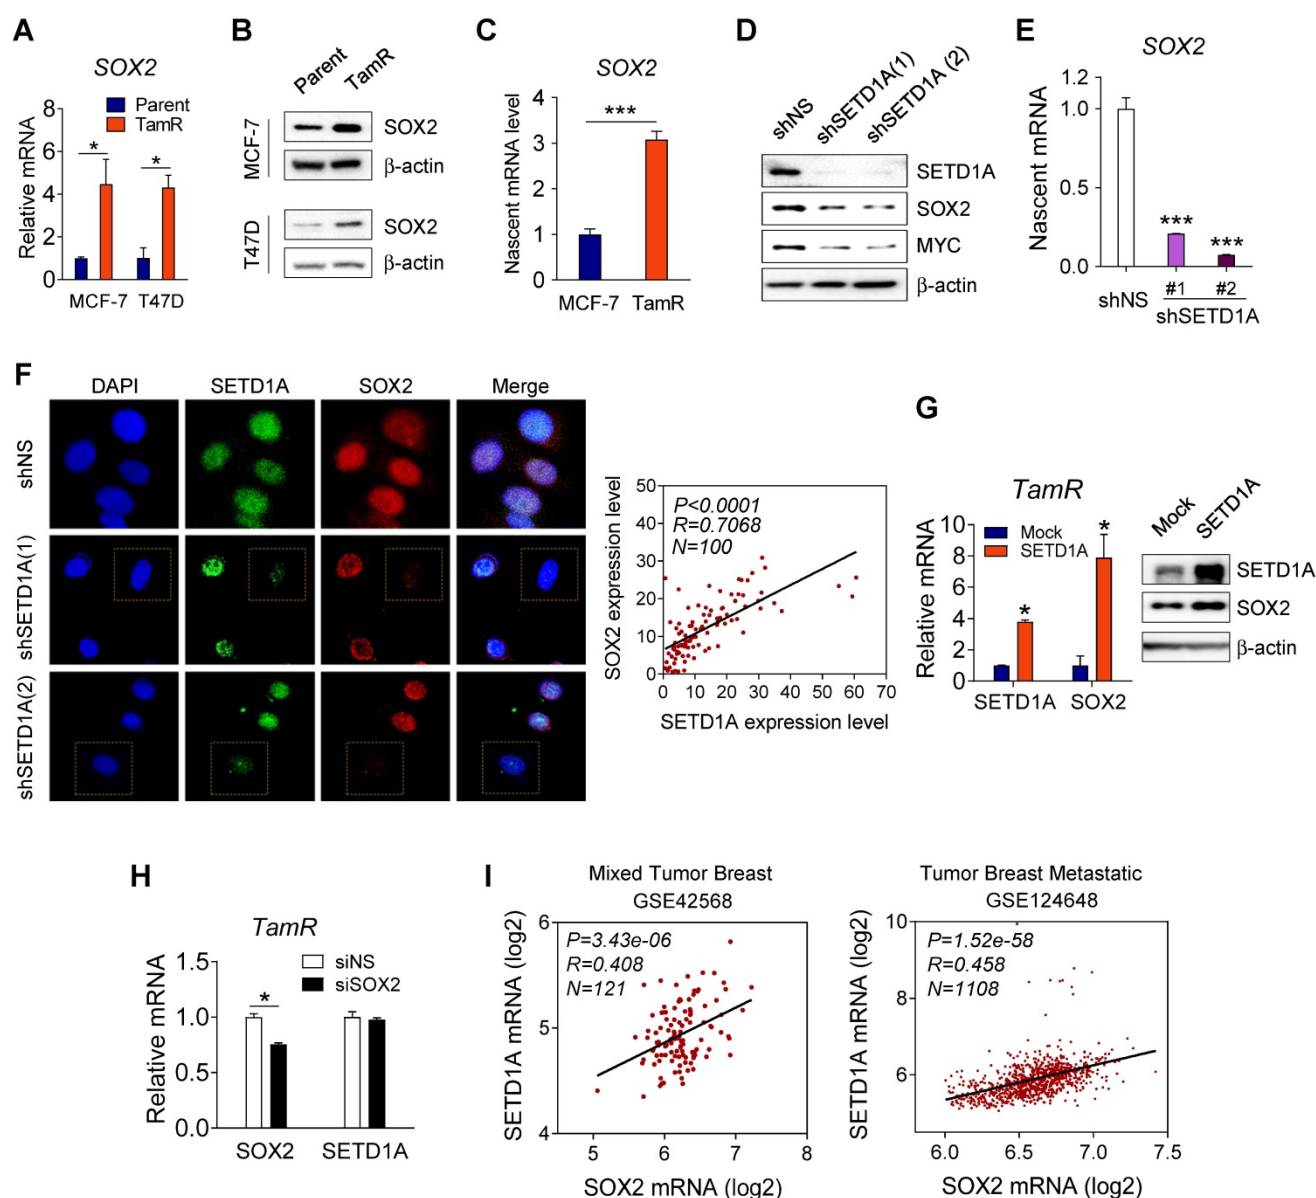 A
SOX2
Parent
TamR
Relative mRNA
8
6
4
2
0
*
*
MCF-7 T47D
B
Parent
TamR
MCF-7
SOX2
β-actin
T47D
SOX2
β-actin
C
SOX2
Nascent mRNA level
4
3
2
1
0
***
MCF-7 TamR
D
shNS
shSETD1A(1)
shSETD1A (2)
SETD1A
SOX2
MYC
β-actin
E
SOX2
Nascent mRNA
1.2
1.0
0.5
0.0
***
***
shNS
#1 #2
shSETD1A
F
DAPI SETD1A SOX2 Merge
shNS
shSETD1A(1)
shSETD1A(2)
SOX2 expression level
50
40
30
20
10
0
P<0.0001
R=0.7068
N=100
0 10 20 30 40 50 60 70
SETD1A expression level
G
TamR
Mock
SETD1A
Relative mRNA
10
8
6
4
2
0
*
*
SETD1A SOX2
Mock
SETD1A
SETD1A
SOX2
β-actin
H
TamR
siNS
siSOX2
Relative mRNA
1.5
1.0
0.5
0.0
*
SOX2 SETD1A
I
Mixed Tumor Breast
GSE42568
SETD1A mRNA (log2)
6
5
4
P=3.43e-06
R=0.408
N=121
5 6 7 8
SOX2 mRNA (log2)
Tumor Breast Metastatic
GSE124648
SETD1A mRNA (log2)
10
8
6
P=1.52e-58
R=0.458
N=1108
6.0 6.5 7.0 7.5
SOX2 mRNA (log2)